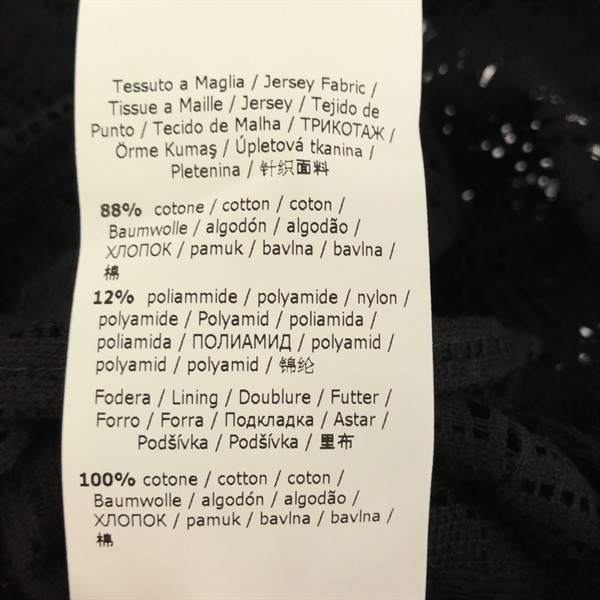 Tessuto a Maglia / Jersey Fabric /
Tissue a Maille / Jersey / Tejido de
Punto / Tecido de Malha / ТРИКОТАЖ /
Örme Kumaş / Úpletová tkanina /
Pletenina / 针织面料
88% cotone / cotton / coton /
Baumwolle / algodón / algodão /
ХЛОПОК / pamuk / bavlna / bavlna /
棉
12% poliammide / polyamide / nylon /
polyamide / Polyamid / poliamida /
poliamida / ПОЛИАМИД / polyamid /
polyamid / polyamid / 锦纶
Fodera / Lining / Doublure / Futter /
Forro / Forra / Подкладка / Astar /
Podšívka / Podšívka / 里布
100% cotone / cotton / coton /
Baumwolle / algodón / algodão /
ХЛОПОК / pamuk / bavlna / bavlna /
棉